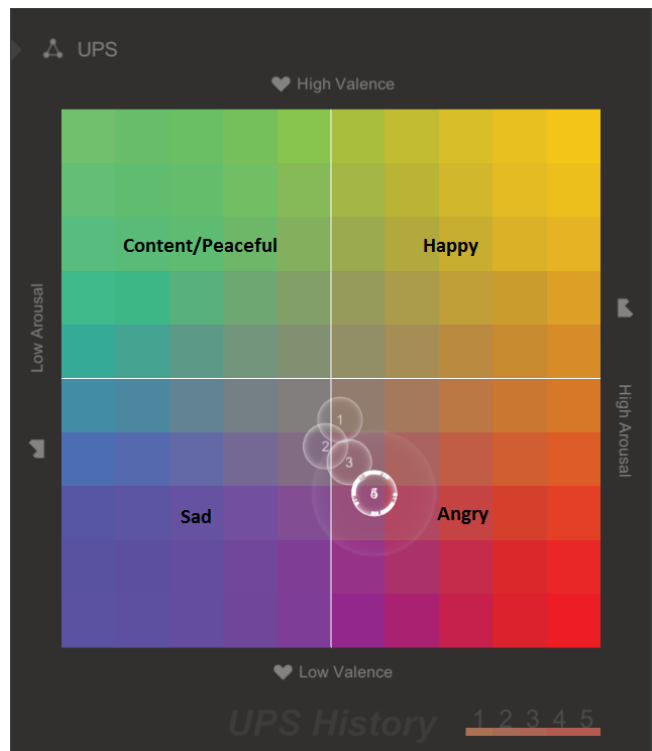 UPS
High Valence
Content/Peaceful
Happy
Low Arousal
High Arousal
1
2
3
Sad
Angry
Low Valence
UPS History
1 2 3 4 5